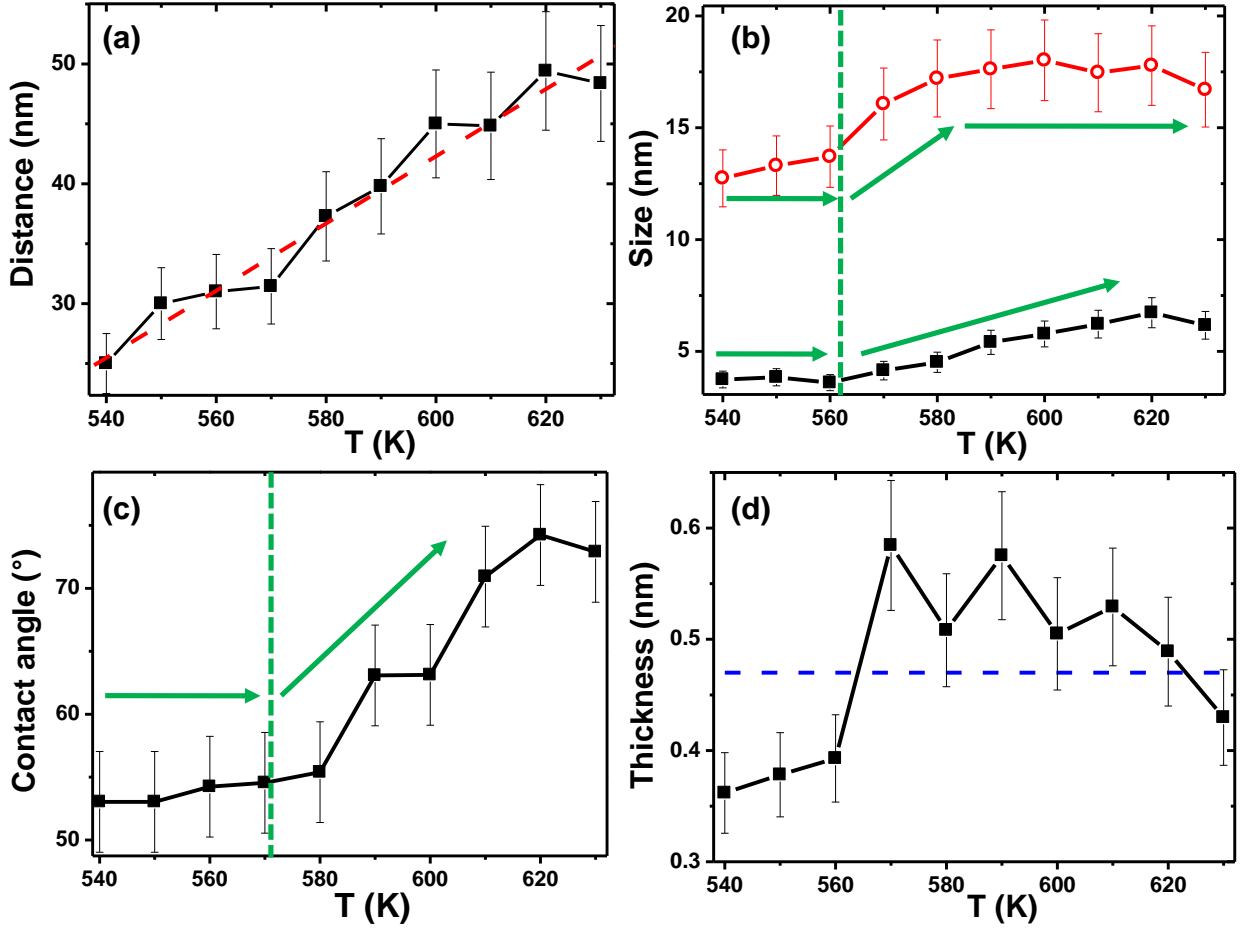 (a)
Distance (nm)
50
40
30
540
560
580
600
620
T (K)
(b)
Size (nm)
20
15
10
5
540
560
580
600
620
T (K)
(c)
Contact angle (°)
70
60
50
540
560
580
600
620
T (K)
(d)
Thickness (nm)
0.6
0.5
0.4
0.3
540
560
580
600
620
T (K)